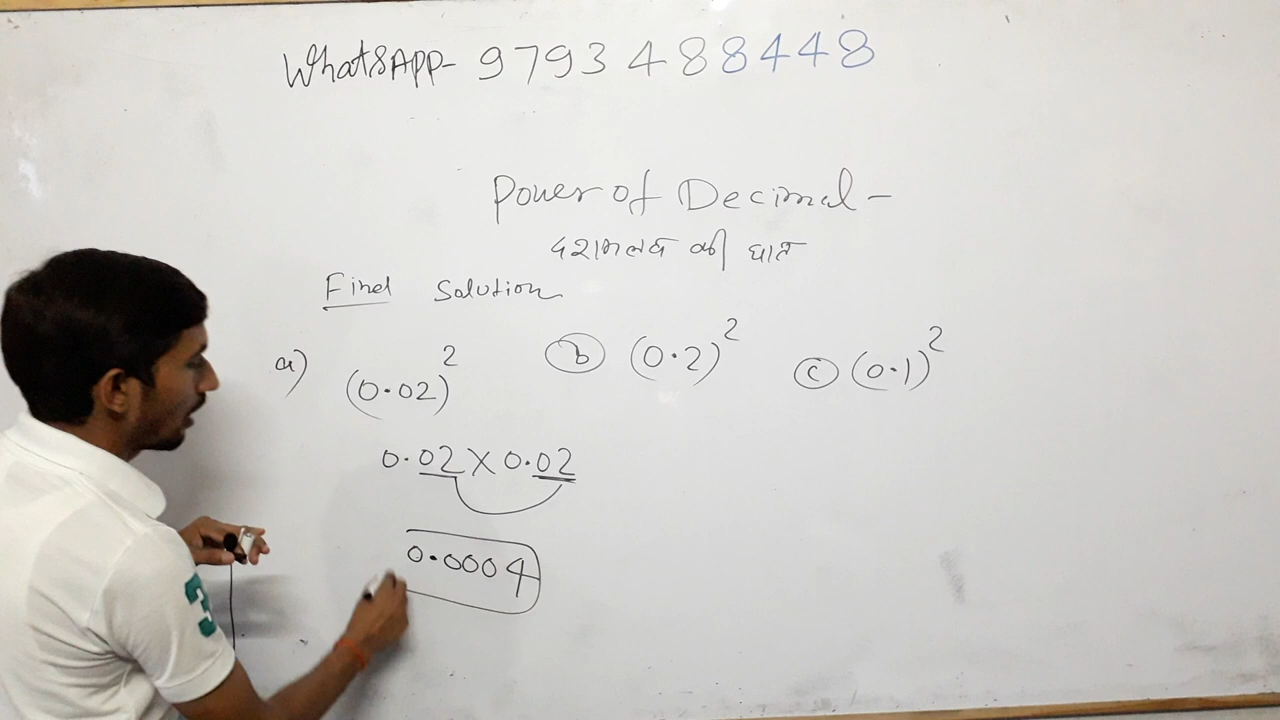 WhatsAPP- 9793488448
Power of Decimal-
दशमलव की घात
Find Solution
a) (0.02)²
b (0.2)²
c (0.1)²
0.02 X 0.02
0.0004
3